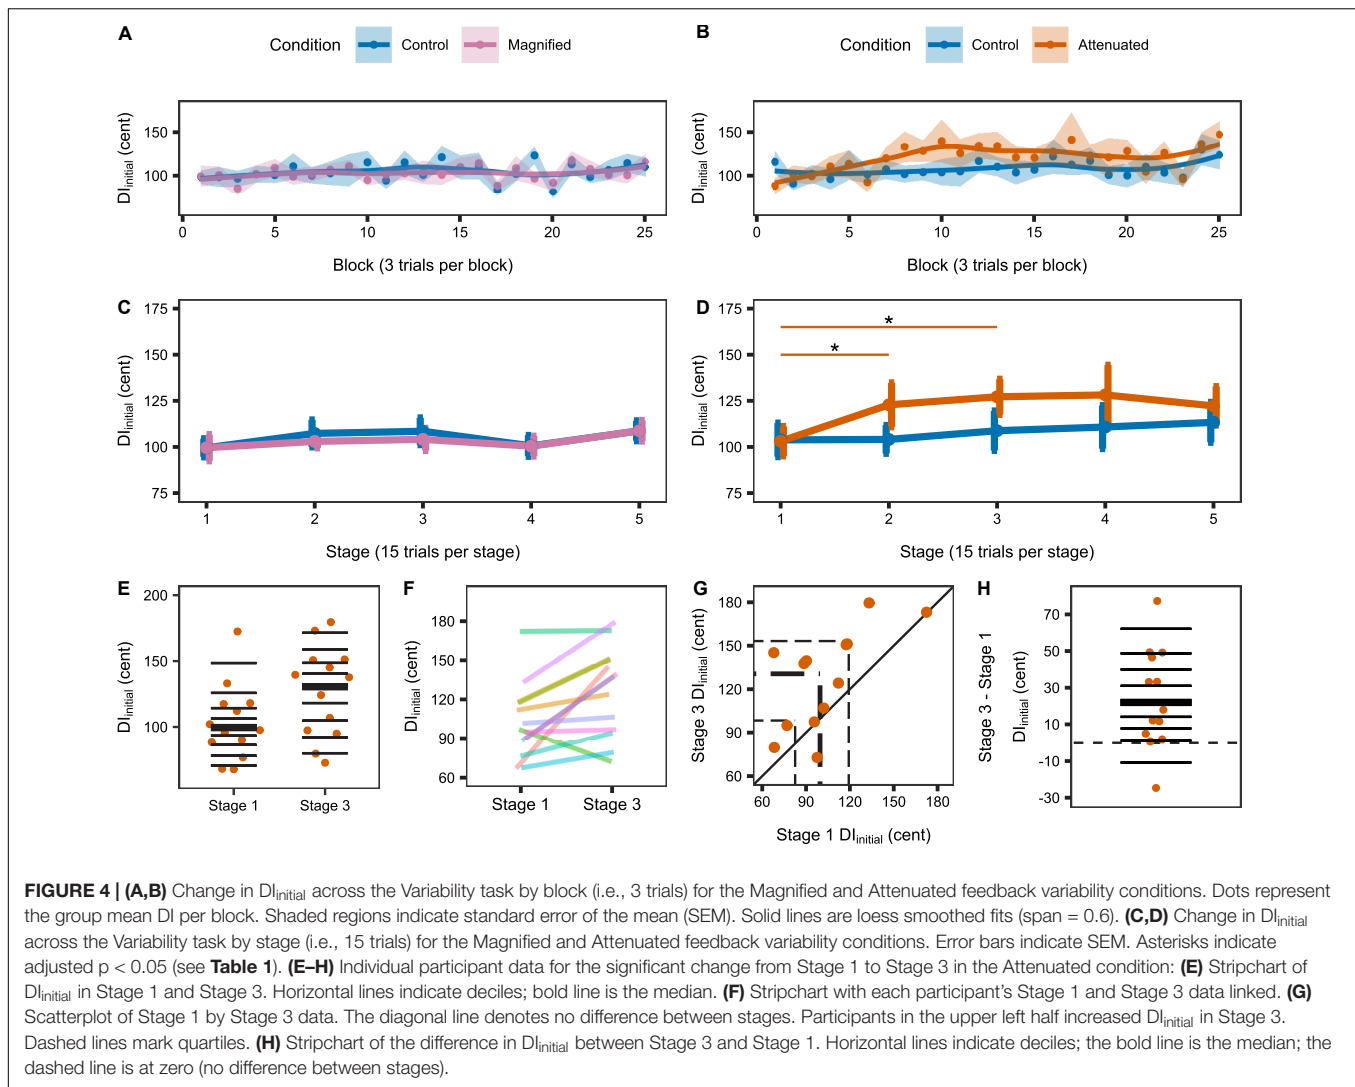 A
Condition Control Magnified
DIinitial (cent)
150
100
0 5 10 15 20 25
Block (3 trials per block)
B
Condition Control Attenuated
DIinitial (cent)
150
100
0 5 10 15 20 25
Block (3 trials per block)
C
DIinitial (cent)
175
150
125
100
75
1 2 3 4 5
Stage (15 trials per stage)
D
DIinitial (cent)
175
150
125
100
75
*
*
1 2 3 4 5
Stage (15 trials per stage)
E
DIinitial (cent)
200
150
100
Stage 1 Stage 3
F
DIinitial (cent)
180
150
120
90
60
Stage 1 Stage 3
G
Stage 3 DIinitial (cent)
180
150
120
90
60
60 90 120 150 180
Stage 1 DIinitial (cent)
H
Stage 3 - Stage 1
DIinitial (cent)
70
50
30
10
-10
-30
FIGURE 4 | (A,B) Change in DIinitial across the Variability task by block (i.e., 3 trials) for the Magnified and Attenuated feedback variability conditions. Dots represent
the group mean DI per block. Shaded regions indicate standard error of the mean (SEM). Solid lines are loess smoothed fits (span = 0.6). (C,D) Change in DIinitial
across the Variability task by stage (i.e., 15 trials) for the Magnified and Attenuated feedback variability conditions. Error bars indicate SEM. Asterisks indicate
adjusted p < 0.05 (see Table 1). (E–H) Individual participant data for the significant change from Stage 1 to Stage 3 in the Attenuated condition: (E) Stripchart of
DIinitial in Stage 1 and Stage 3. Horizontal lines indicate deciles; bold line is the median. (F) Stripchart with each participant's Stage 1 and Stage 3 data linked. (G)
Scatterplot of Stage 1 by Stage 3 data. The diagonal line denotes no difference between stages. Participants in the upper left half increased DIinitial in Stage 3.
Dashed lines mark quartiles. (H) Stripchart of the difference in DIinitial between Stage 3 and Stage 1. Horizontal lines indicate deciles; the bold line is the median; the
dashed line is at zero (no difference between stages).